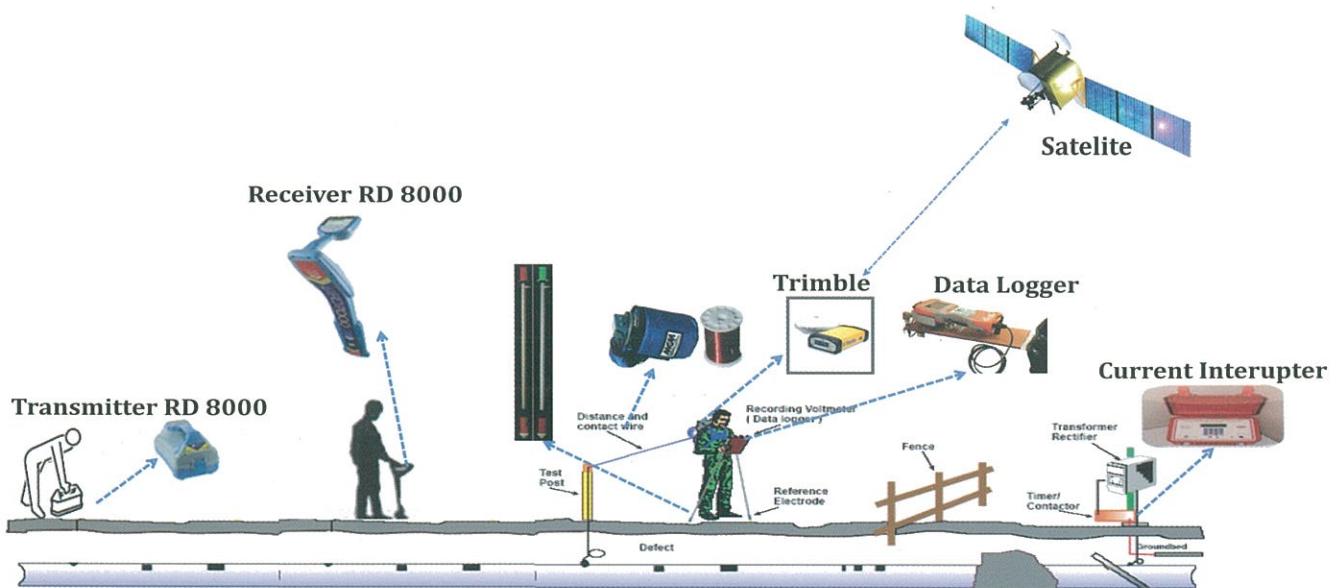 Satelite
Receiver RD 8000
Trimble
Data Logger
Current Interupter
Transmitter RD 8000
Distance and
contact wire
Recording Voltmeter
( Data logger )
Transformer
Rectifier
Fence
Test
Post
Reference
Electrode
Timer/
Contactor
Defect
Groundbed